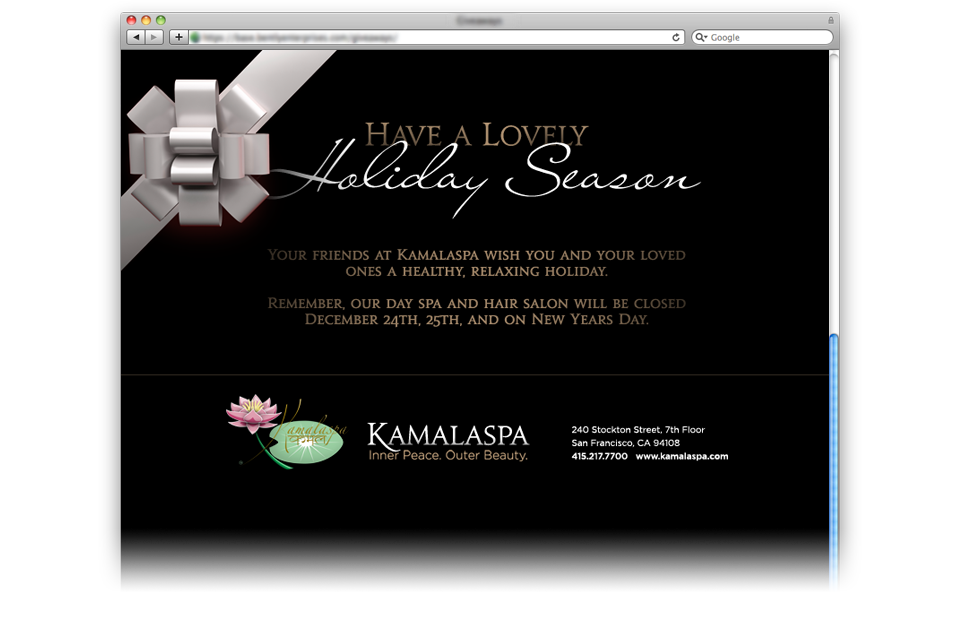 Giveaways
Google
Have a Lovely
Holiday Season
Your friends at Kamalaspa wish you and your loved
ones a healthy, relaxing holiday.
Remember, our day spa and hair salon will be closed
December 24th, 25th, and on New Years Day.
Kamalaspa
कमल
Kamalaspa
Inner Peace. Outer Beauty.
240 Stockton Street, 7th Floor
San Francisco, CA 94108
415.217.7700 www.kamalaspa.com